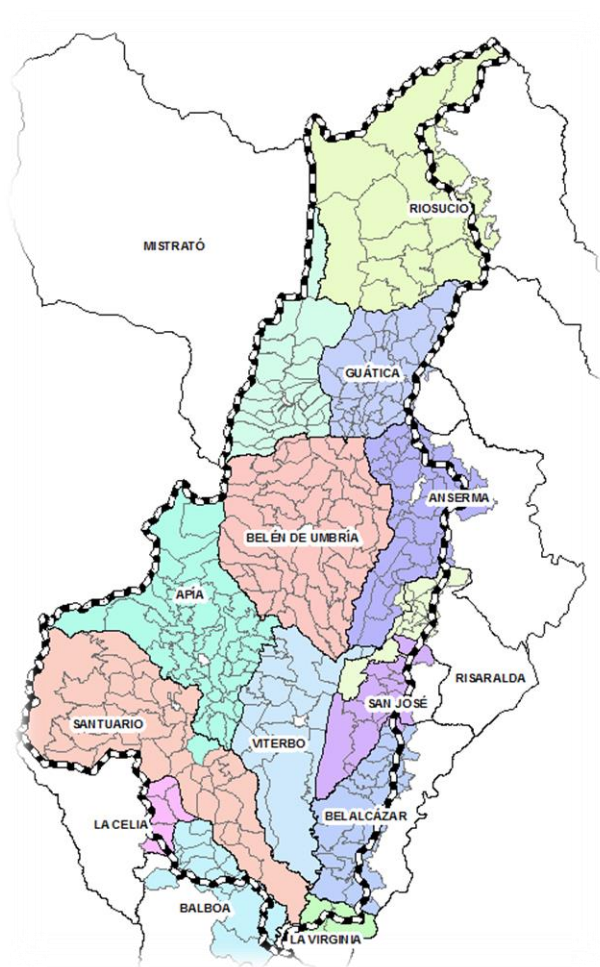 RIOSUCIO
MISTRATÓ
GUÁTICA
ANSERMA
BELÉN DE UMBRÍA
APÍA
RISARALDA
SAN JOSÉ
SANTUARIO
VITERBO
BELALCÁZAR
LA CELIA
BALBOA
LA VIRGINIA